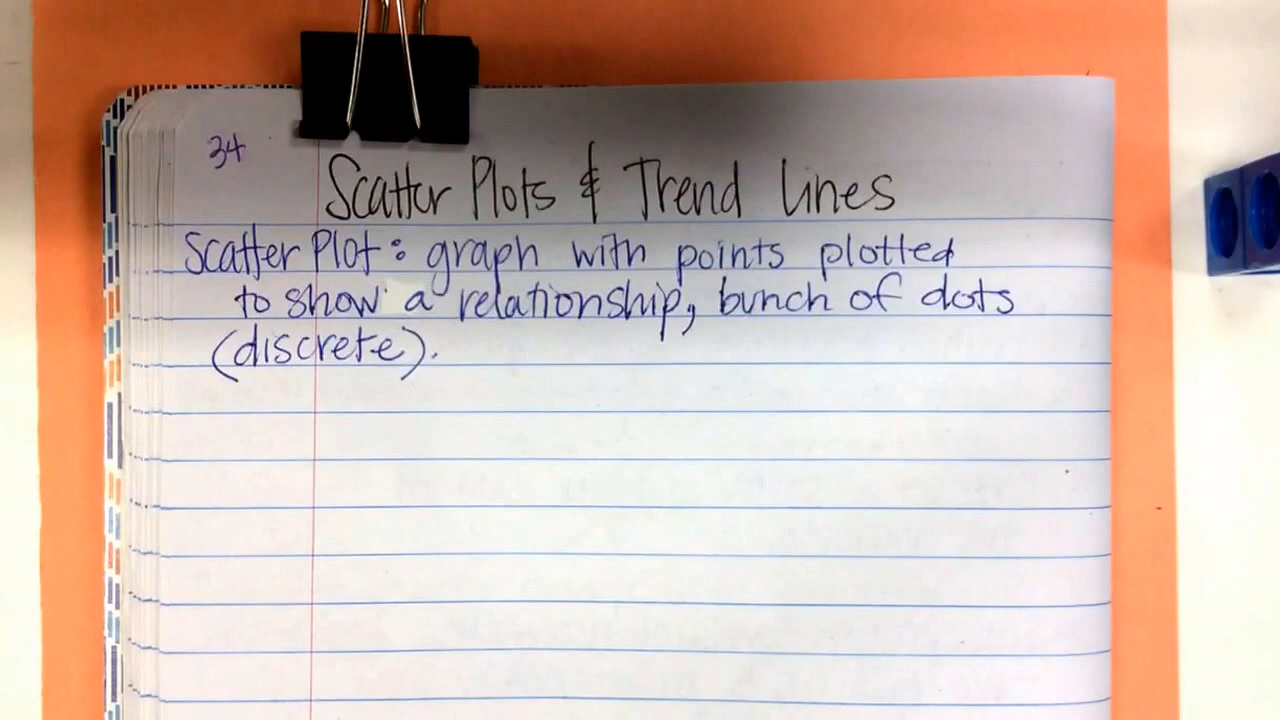 34
Scatter Plots & Trend Lines
Scatter Plot: graph with points plotted
to show a relationship, bunch of dots
(discrete).